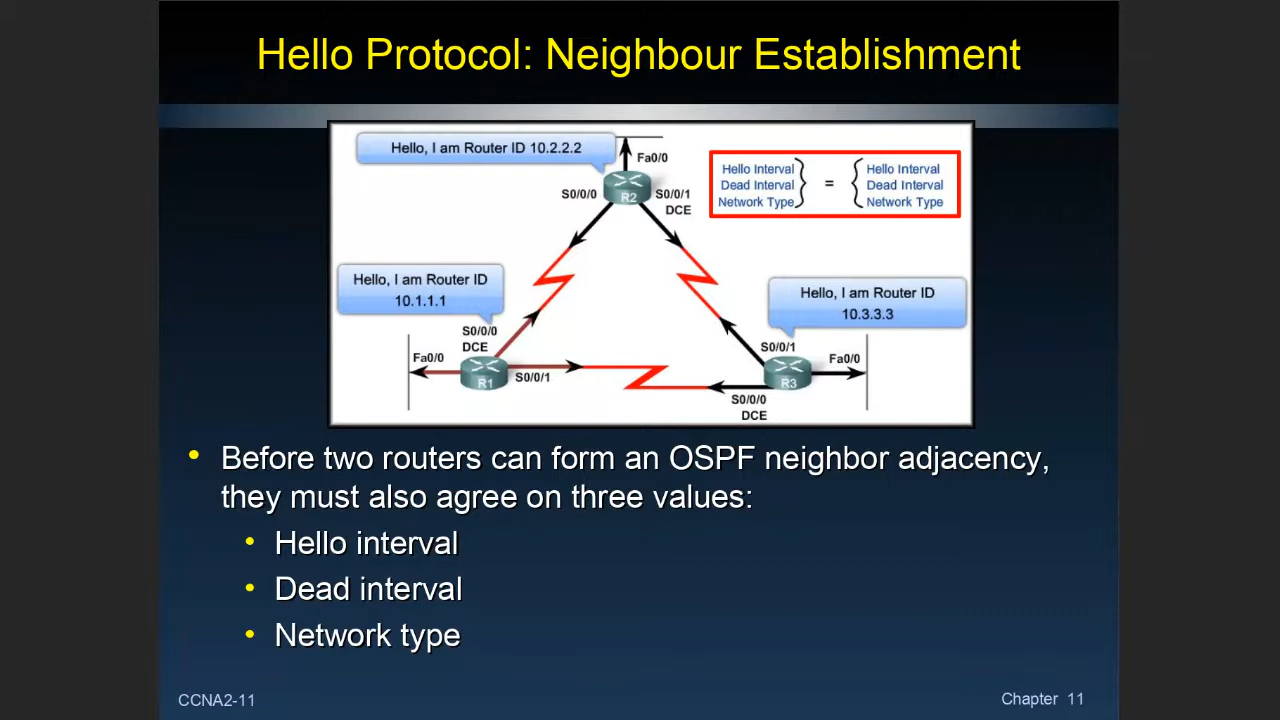 Hello Protocol: Neighbour Establishment
Hello, I am Router ID 10.2.2.2
Fa0/0
S0/0/0
R2
S0/0/1
DCE
Hello Interval
Dead Interval
Network Type
=
Hello Interval
Dead Interval
Network Type
Hello, I am Router ID
10.1.1.1
Hello, I am Router ID
10.3.3.3
S0/0/0
DCE
Fa0/0
R1
S0/0/1
S0/0/1
Fa0/0
R3
S0/0/0
DCE
• Before two routers can form an OSPF neighbor adjacency,
they must also agree on three values:
• Hello interval
• Dead interval
• Network type
CCNA2-11
Chapter 11